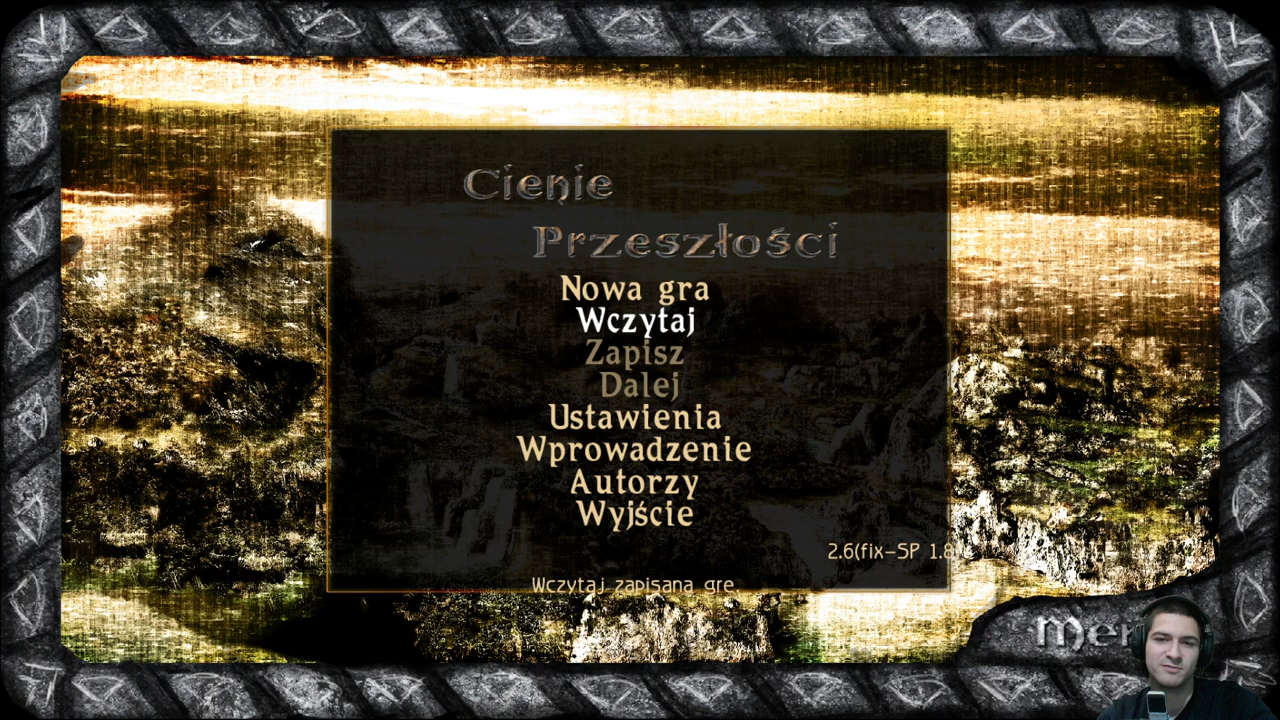 Cienie
Przeszłości
Nowa gra
Wczytaj
Zapisz
Dalej
Ustawienia
Wprowadzenie
Autorzy
Wyjście
2.6(fix-SP 1.8
Wczytaj zapisaną grę.